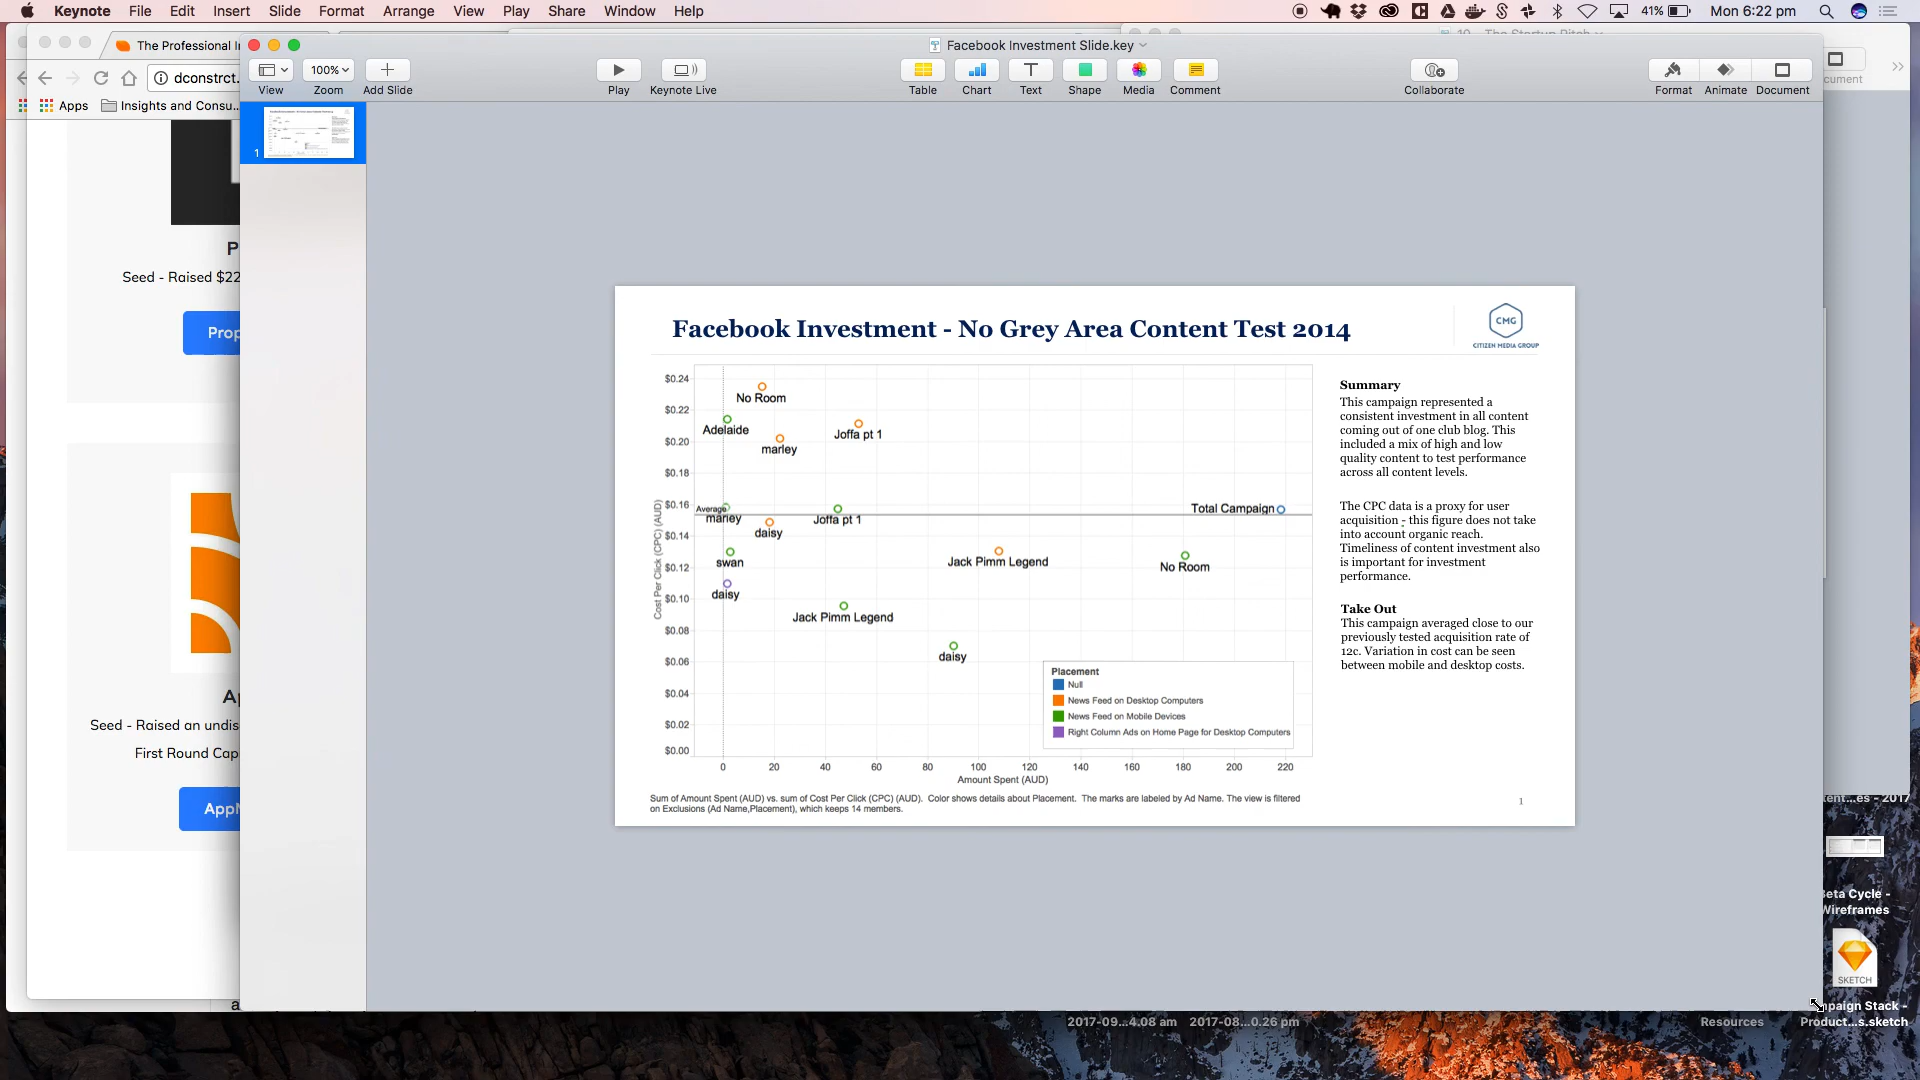 Keynote File Edit Insert Slide Format Arrange View Play Share Window Help
41% Mon 6:22 pm
The Professional I
Facebook Investment Slide.key
100%
View Zoom Add Slide Play Keynote Live Table Chart Text Shape Media Comment Collaborate Format Animate Document
cument
dconstrct.
Apps Insights and Consu...
1
P
Seed - Raised $22
Prop
A
Seed - Raised an undis
First Round Cap
App
a
Facebook Investment - No Grey Area Content Test 2014
CMG
CITIZEN MEDIA GROUP
Cost Per Click (CPC) (AUD)
$0.24
$0.22
$0.20
$0.18
$0.16
$0.14
$0.12
$0.10
$0.08
$0.06
$0.04
$0.02
$0.00
No Room
Adelaide
marley
Joffa pt 1
Average
marley
daisy
Joffa pt 1
Total Campaign
swan
Jack Pimm Legend
No Room
daisy
Jack Pimm Legend
daisy
Placement
Null
News Feed on Desktop Computers
News Feed on Mobile Devices
Right Column Ads on Home Page for Desktop Computers
0 20 40 60 80 100 120 140 160 180 200 220
Amount Spent (AUD)
Sum of Amount Spent (AUD) vs. sum of Cost Per Click (CPC) (AUD). Color shows details about Placement. The marks are labeled by Ad Name. The view is filtered
on Exclusions (Ad Name,Placement), which keeps 14 members.
Summary
This campaign represented a
consistent investment in all content
coming out of one club blog. This
included a mix of high and low
quality content to test performance
across all content levels.
The CPC data is a proxy for user
acquisition - this figure does not take
into account organic reach.
Timeliness of content investment also
is important for investment
performance.
Take Out
This campaign averaged close to our
previously tested acquisition rate of
12c. Variation in cost can be seen
between mobile and desktop costs.
1
ent...es - 2017
eta Cycle -
Wireframes
SKETCH
paign Stack -
Product...s.sketch
Resources
2017-09...4.08 am 2017-08...0.26 pm